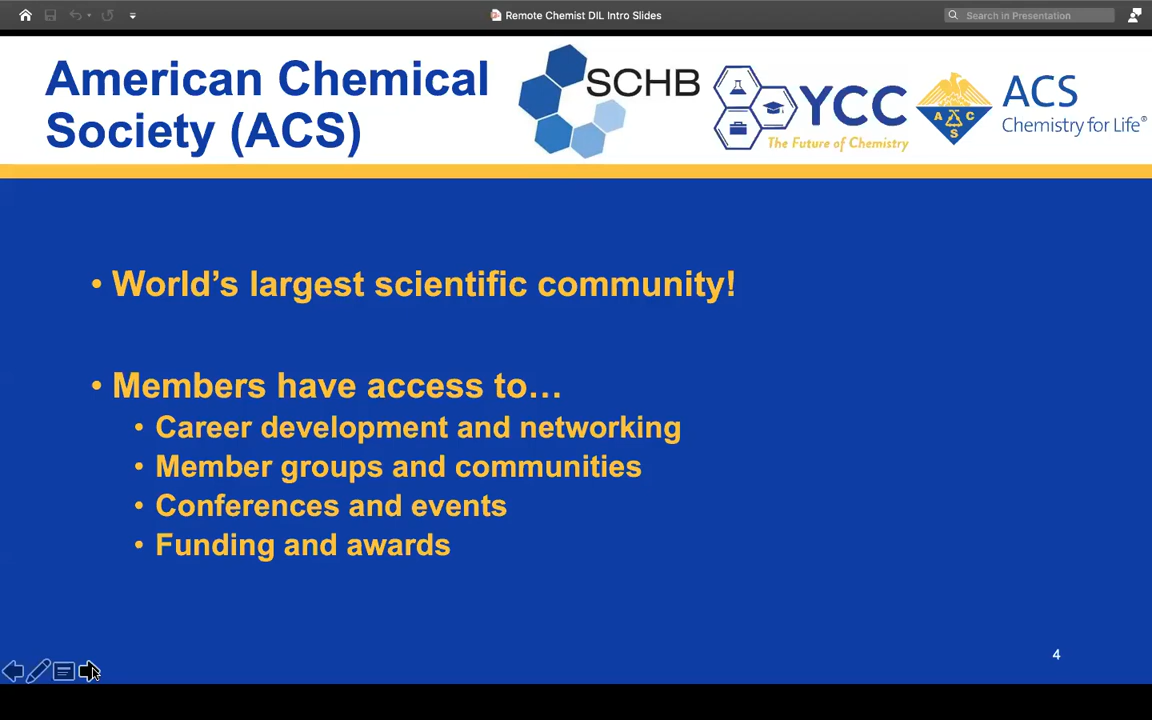 Remote Chemist DIL Intro Slides
Search in Presentation
American Chemical
Society (ACS)
SCHB
YCC
The Future of Chemistry
A C S
ACS
Chemistry for Life®
• World’s largest scientific community!
• Members have access to…
• Career development and networking
• Member groups and communities
• Conferences and events
• Funding and awards
4